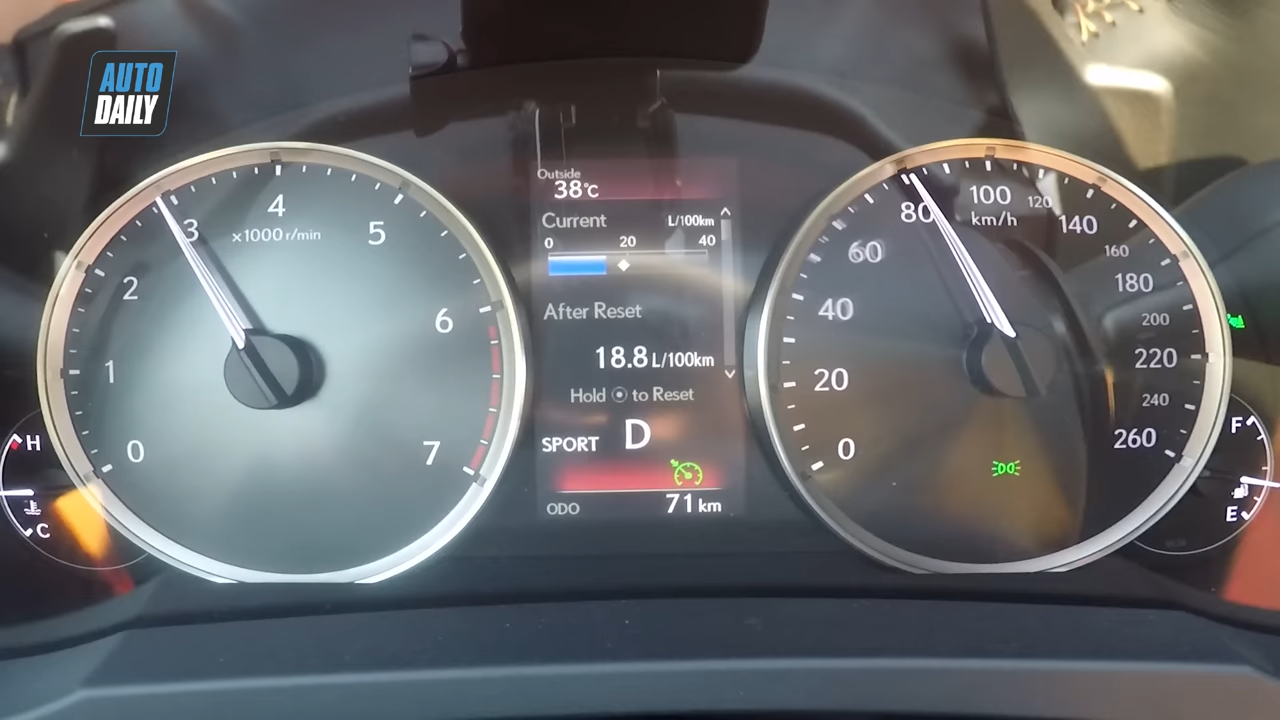 AUTO
DAILY
Outside
38°C
Current L/100km
0 20 40
After Reset
18.8 L/100km
Hold to Reset
SPORT D
ODO 71 km
0 1 2 3 4 5 6 7
x1000 r/min
0 20 40 60 80 100 120 140 160 180 200 220 240 260
km/h
H
C
F
E